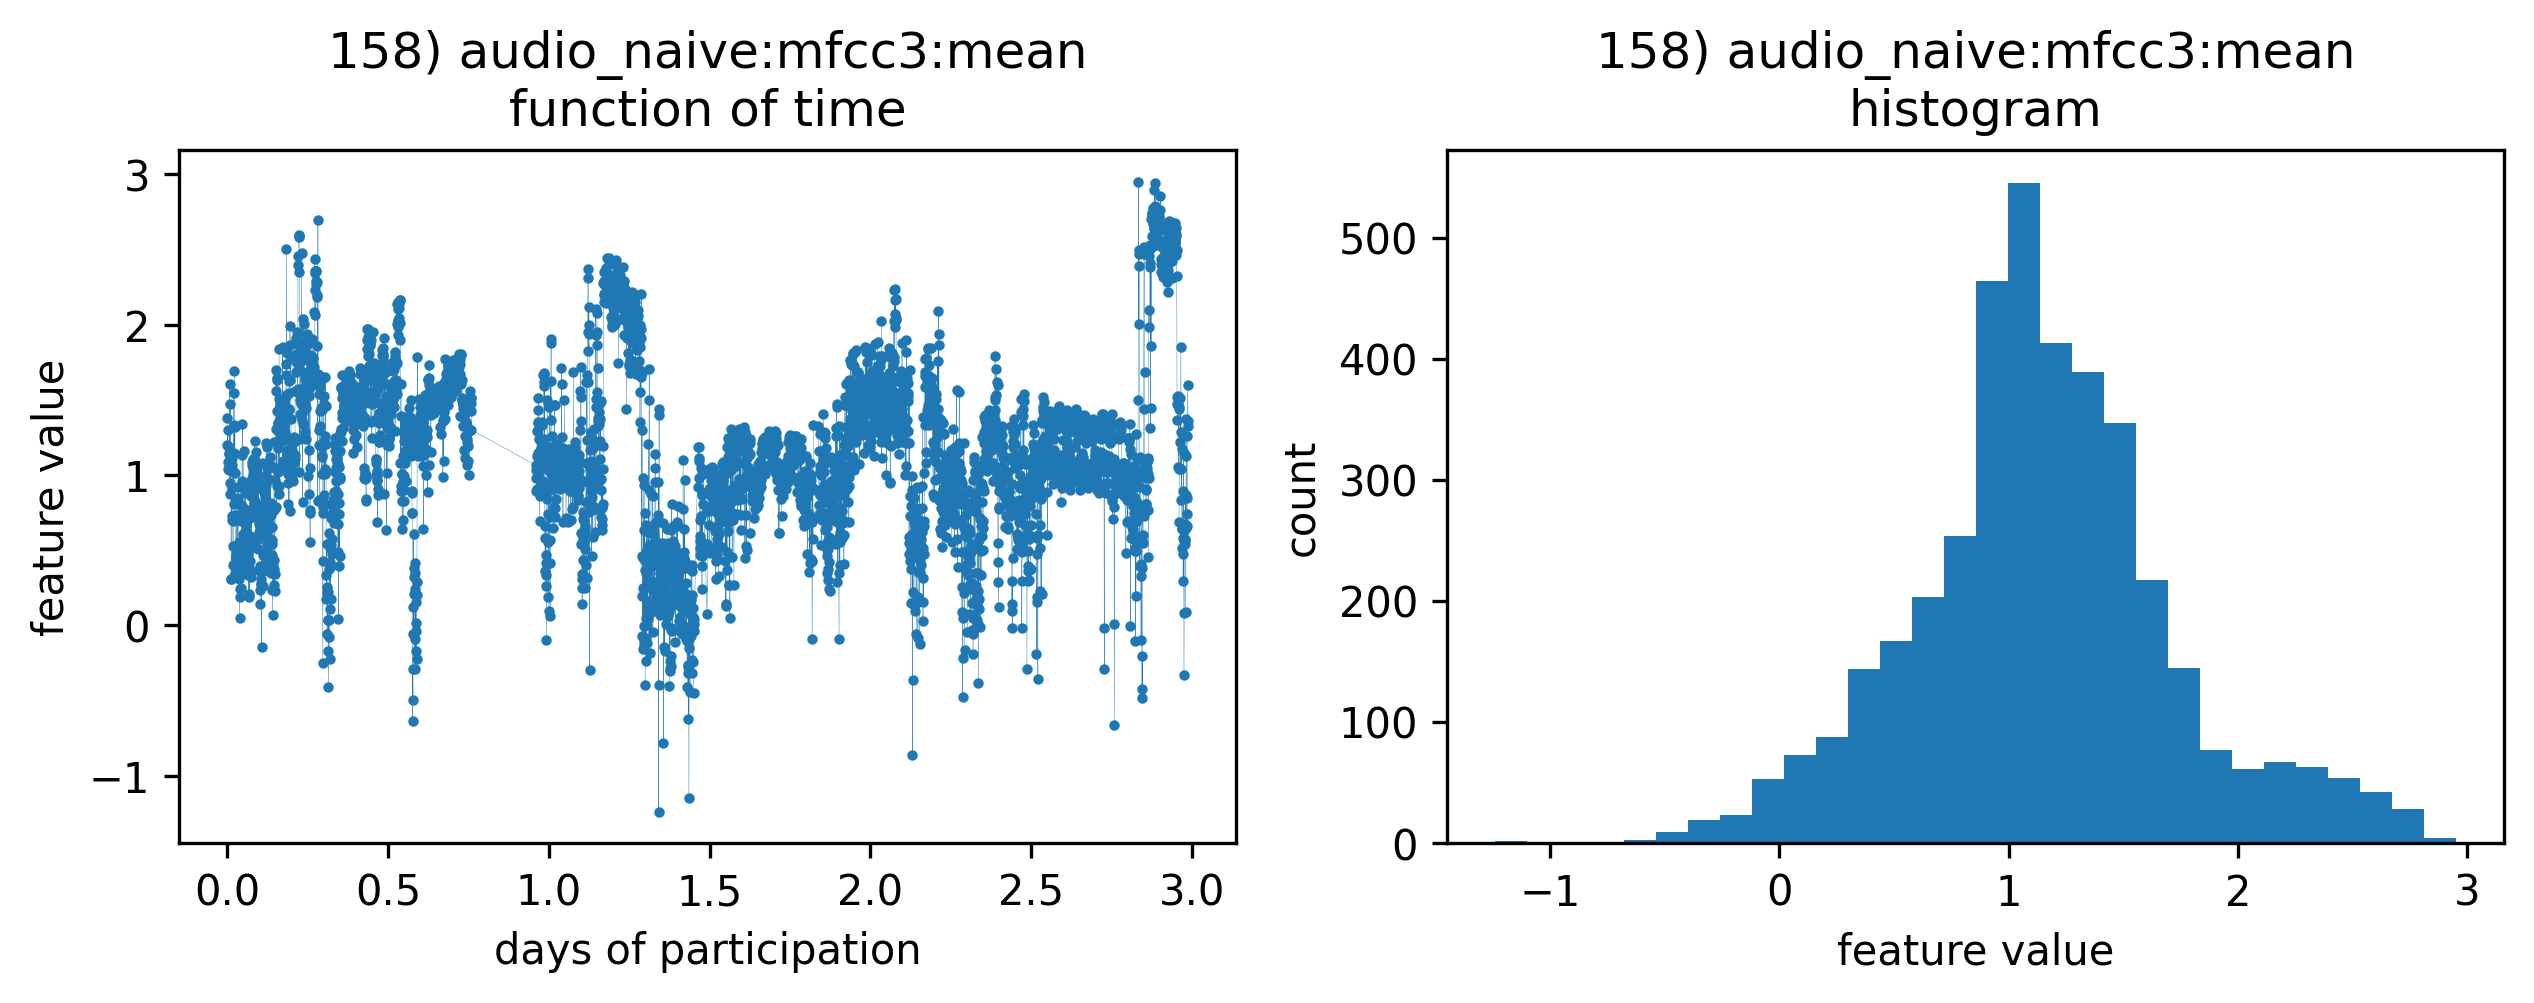 158) audio_naive:mfcc3:mean
function of time
feature value
3
2
1
0
−1
0.0 0.5 1.0 1.5 2.0 2.5 3.0
days of participation
158) audio_naive:mfcc3:mean
histogram
count
500
400
300
200
100
0
−1 0 1 2 3
feature value